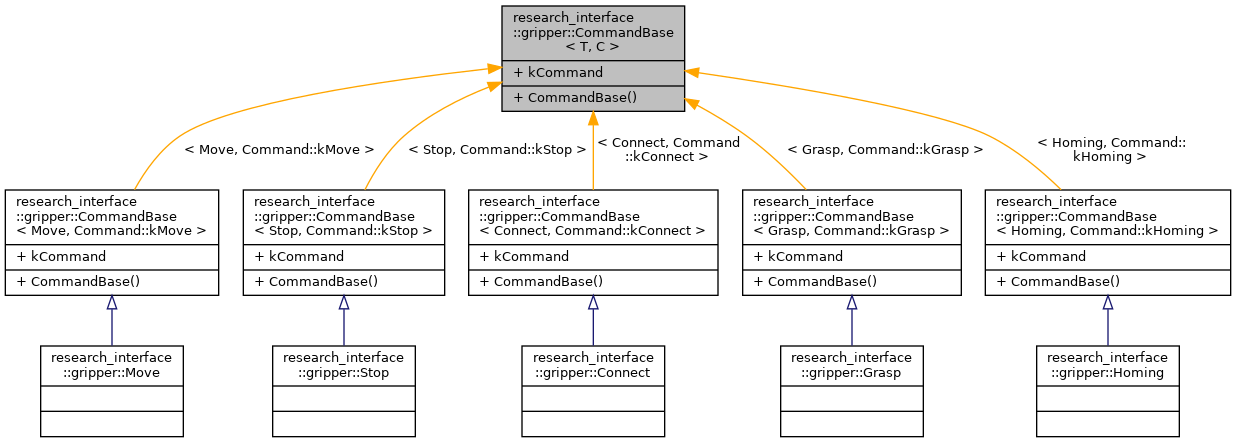 research_interface
::gripper::CommandBase
< T, C >
+ kCommand
+ CommandBase()
< Move, Command::kMove >
< Stop, Command::kStop >
< Connect, Command
::kConnect >
< Grasp, Command::kGrasp >
< Homing, Command::
kHoming >
research_interface
::gripper::CommandBase
< Move, Command::kMove >
+ kCommand
+ CommandBase()
research_interface
::gripper::CommandBase
< Stop, Command::kStop >
+ kCommand
+ CommandBase()
research_interface
::gripper::CommandBase
< Connect, Command::kConnect >
+ kCommand
+ CommandBase()
research_interface
::gripper::CommandBase
< Grasp, Command::kGrasp >
+ kCommand
+ CommandBase()
research_interface
::gripper::CommandBase
< Homing, Command::kHoming >
+ kCommand
+ CommandBase()
research_interface
::gripper::Move
research_interface
::gripper::Stop
research_interface
::gripper::Connect
research_interface
::gripper::Grasp
research_interface
::gripper::Homing